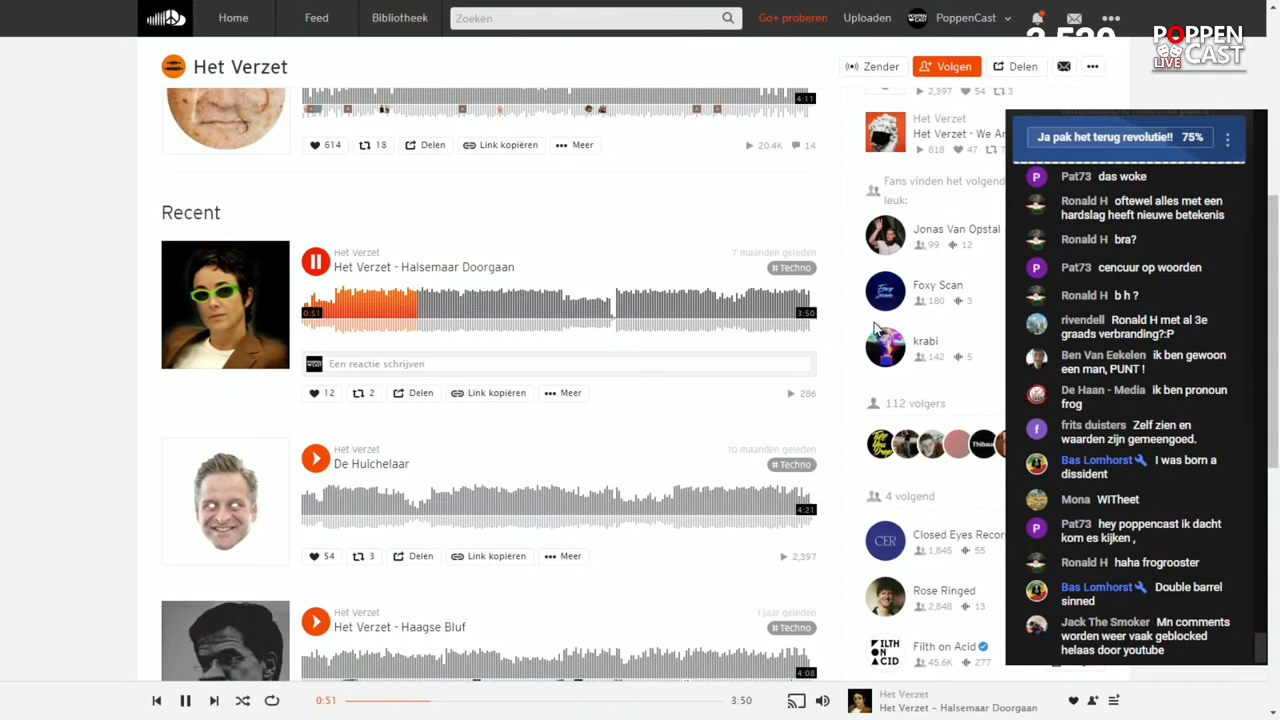 Home
Feed
Bibliotheek
Zoeken
Go+ proberen
Uploaden
PoppenCast
POPPEN
LIVE CAST
Het Verzet
Zender
Volgen
Delen
4:11
614
18
Delen
Link kopiëren
Meer
20.4K
14
Recent
Het Verzet
7 maanden geleden
Het Verzet - Halsemaar Doorgaan
# Techno
0:51
3:50
Een reactie schrijven
12
2
Delen
Link kopiëren
Meer
286
Het Verzet
10 maanden geleden
De Huichelaar
# Techno
4:21
54
3
Delen
Link kopiëren
Meer
2,397
Het Verzet
1 jaar geleden
Het Verzet - Haagse Bluf
# Techno
4:08
2,397
54
3
Het Verzet
Het Verzet - We Ar
818
47
7
Fans vinden het volgend
leuk:
Jonas Van Opstal
99
12
Foxy Scan
180
3
krabi
142
5
112 volgers
4 volgend
CER
Closed Eyes Recor
1,845
55
Rose Ringed
2,848
13
FILTH
ON
ACID
Filth on Acid
45.6K
277
Ja pak het terug revolutie!! 75%
Pat73 das woke
Ronald H oftewel alles met een
hardslag heeft nieuwe betekenis
Ronald H bra?
Pat73 cencuur op woorden
Ronald H b h ?
rivendell Ronald H met al 3e
graads verbranding?:P
Ben Van Eekelen ik ben gewoon
een man, PUNT !
De Haan - Media ik ben pronoun
frog
frits duisters Zelf zien en
waarden zijn gemeengoed.
Bas Lomhorst I was born a
dissident
Mona WITheet
Pat73 hey poppencast ik dacht
kom es kijken ,
Ronald H haha frogrooster
Bas Lomhorst Double barrel
sinned
Jack The Smoker Mn comments
worden weer vaak geblocked
helaas door youtube
0:51
3:50
Het Verzet
Het Verzet – Halsemaar Doorgaan